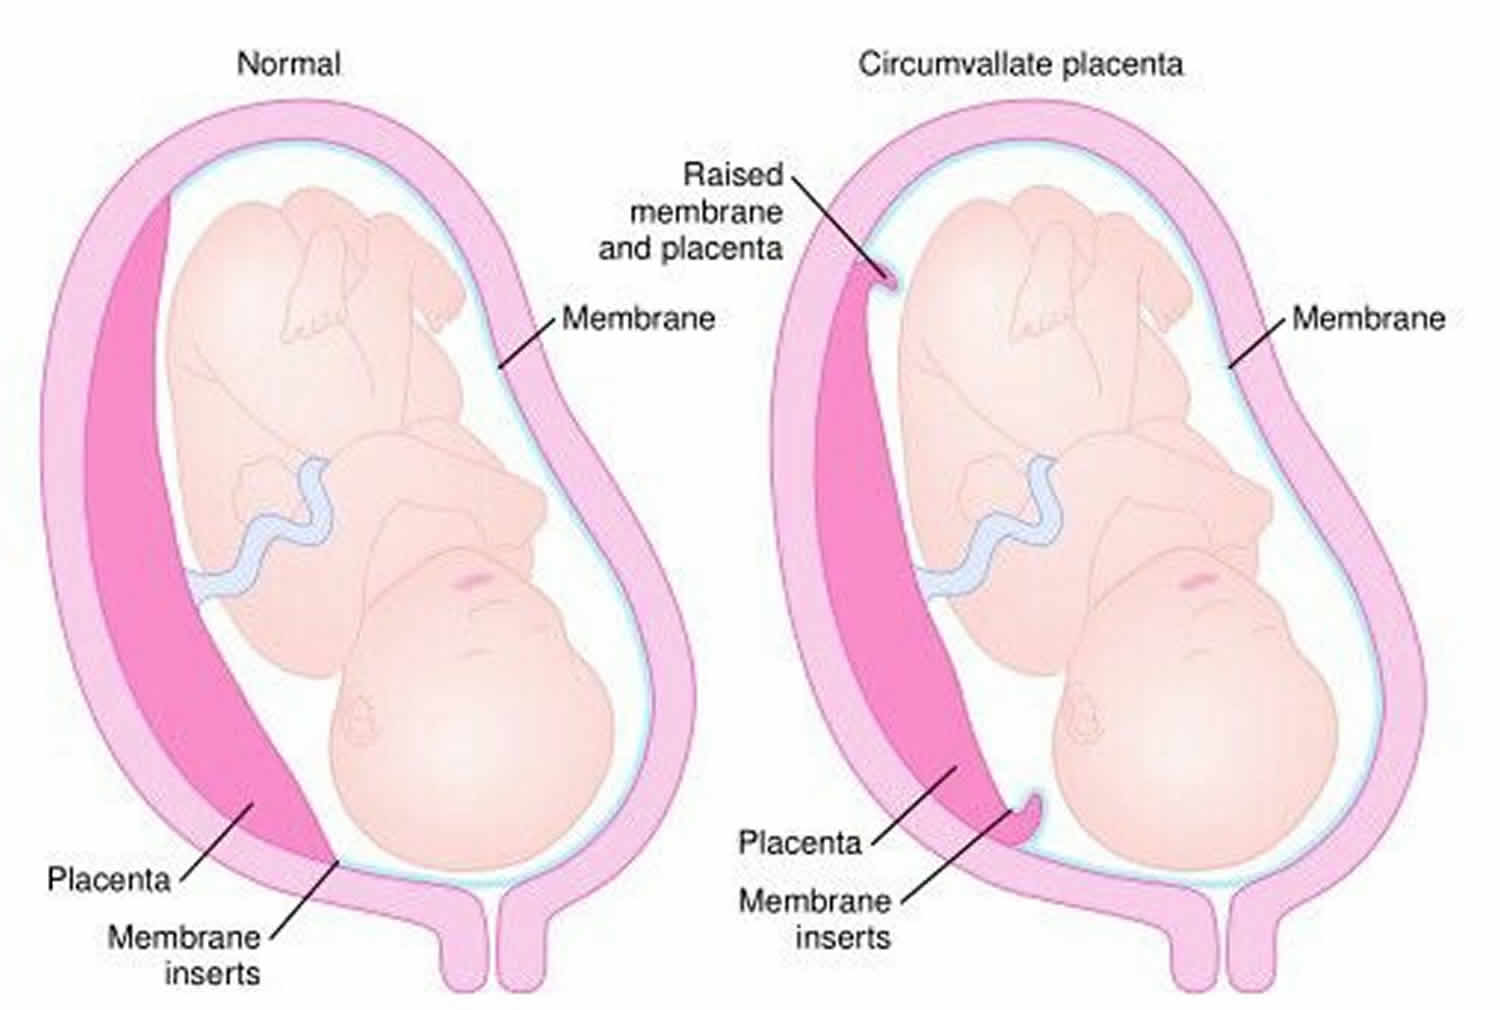 Normal
Circumvallate placenta
Raised
membrane
and placenta
Membrane
Membrane
Placenta
Membrane
inserts
Placenta
Membrane
inserts